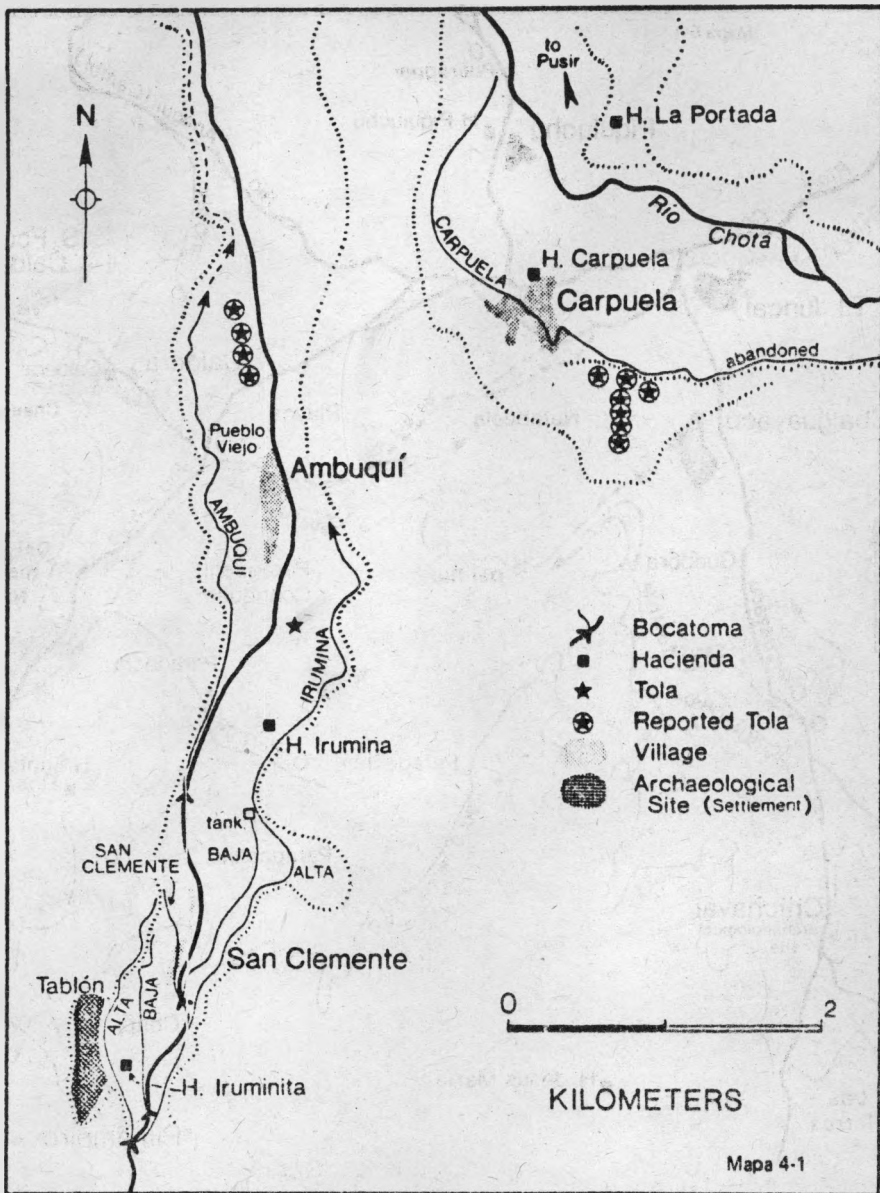 to
Pusir
N
H. La Portada
Río
Chota
CARPUELA
H. Carpuela
Carpuela
abandoned
Pueblo
Viejo
Ambuquí
AMBUQUÍ
IRUMINA
Bocatoma
Hacienda
H. Irumina
Tola
Reported Tola
Village
Archaeological
Site (Settlement)
tank
BAJA
SAN
CLEMENTE
ALTA
San Clemente
Tablón
ALTA
BAJA
0 2
H. Iruminita
KILOMETERS
Mapa 4-1